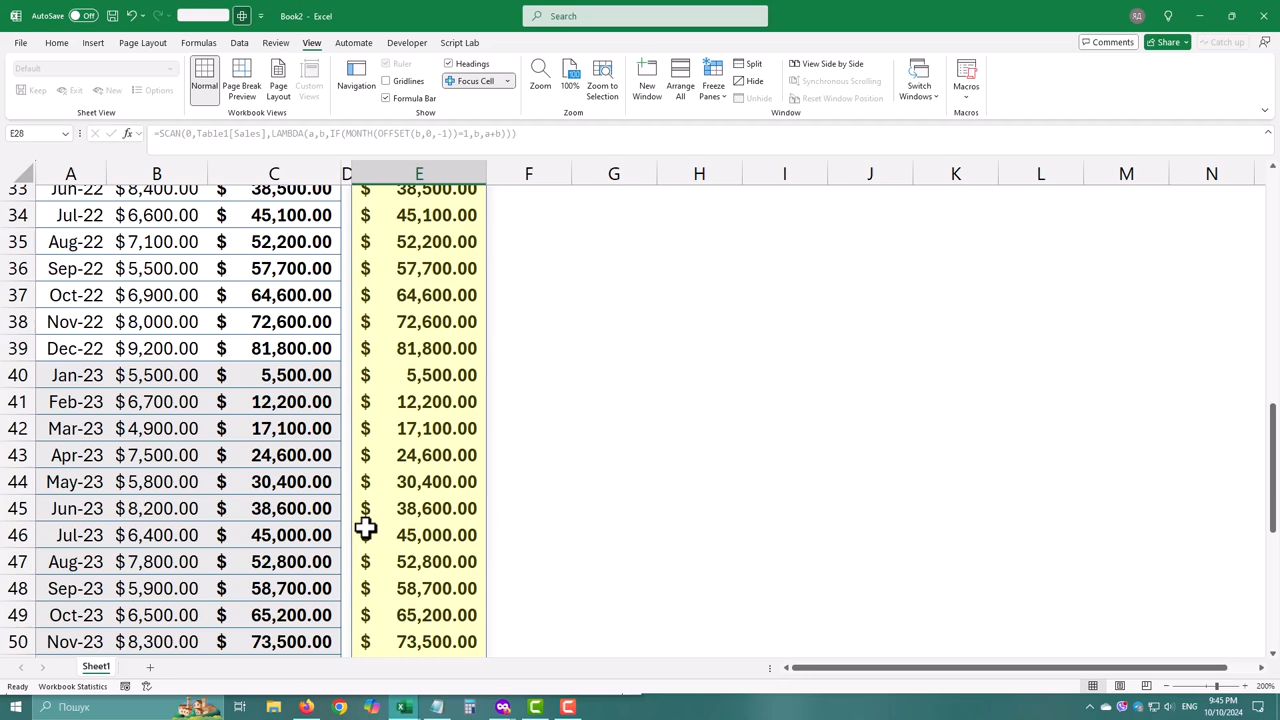 AutoSave Off Book2 - Excel Search РД
File Home Insert Page Layout Formulas Data Review View Automate Developer Script Lab Comments Share Catch up
Default
Keep Exit New Options
Sheet View
Normal Page Break Preview Page Layout Custom Views
Workbook Views
Navigation Ruler Gridlines Formula Bar Headings Focus Cell
Show
Zoom 100% Zoom to Selection
Zoom
New Window Arrange All Freeze Panes Split Hide Unhide View Side by Side Synchronous Scrolling Reset Window Position Switch Windows
Window
Macros
Macros
E28 fx =SCAN(0,Table1[Sales],LAMBDA(a,b,IF(MONTH(OFFSET(b,0,-1))=1,b,a+b)))
A B C D E F G H I J K L M N
33 Jun-22 $ 8,400.00 $ 38,500.00 $ 38,500.00
34 Jul-22 $ 6,600.00 $ 45,100.00 $ 45,100.00
35 Aug-22 $ 7,100.00 $ 52,200.00 $ 52,200.00
36 Sep-22 $ 5,500.00 $ 57,700.00 $ 57,700.00
37 Oct-22 $ 6,900.00 $ 64,600.00 $ 64,600.00
38 Nov-22 $ 8,000.00 $ 72,600.00 $ 72,600.00
39 Dec-22 $ 9,200.00 $ 81,800.00 $ 81,800.00
40 Jan-23 $ 5,500.00 $ 5,500.00 $ 5,500.00
41 Feb-23 $ 6,700.00 $ 12,200.00 $ 12,200.00
42 Mar-23 $ 4,900.00 $ 17,100.00 $ 17,100.00
43 Apr-23 $ 7,500.00 $ 24,600.00 $ 24,600.00
44 May-23 $ 5,800.00 $ 30,400.00 $ 30,400.00
45 Jun-23 $ 8,200.00 $ 38,600.00 $ 38,600.00
46 Jul-23 $ 6,400.00 $ 45,000.00 45,000.00
47 Aug-23 $ 7,800.00 $ 52,800.00 $ 52,800.00
48 Sep-23 $ 5,900.00 $ 58,700.00 $ 58,700.00
49 Oct-23 $ 6,500.00 $ 65,200.00 $ 65,200.00
50 Nov-23 $ 8,300.00 $ 73,500.00 $ 73,500.00
Sheet1
Ready Workbook Statistics 200%
Пошук 9:45 PM
10/10/2024